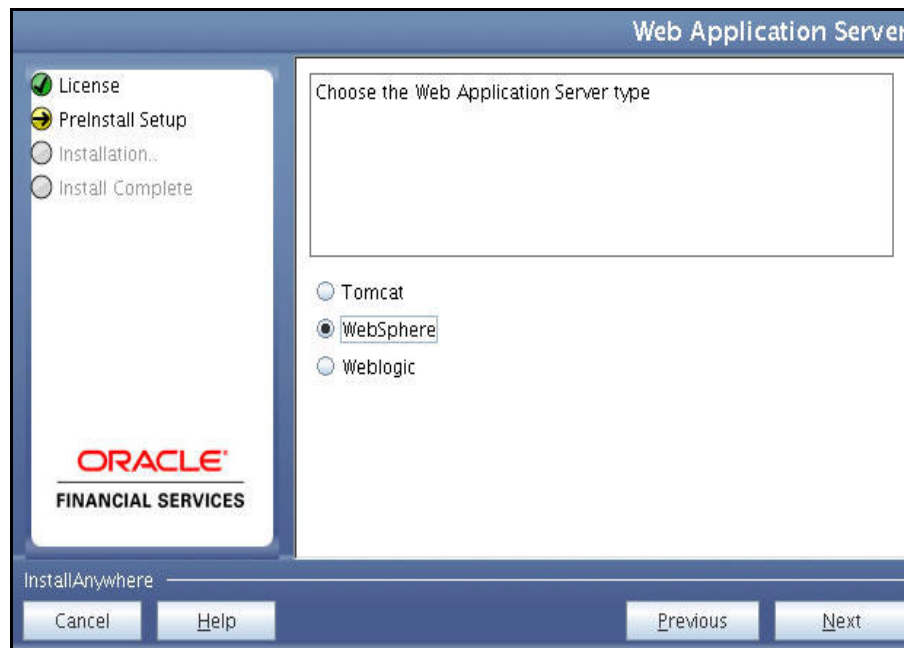 Web Application Server
License
PreInstall Setup
Installation..
Install Complete
Choose the Web Application Server type
Tomcat
WebSphere
Weblogic
ORACLE
FINANCIAL SERVICES
InstallAnywhere
Cancel
Help
Previous
Next